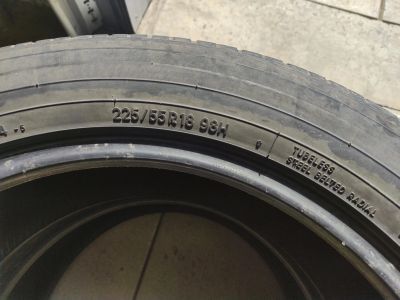 225/55R18 98H
TUBELESS
STEEL BELTED RADIAL